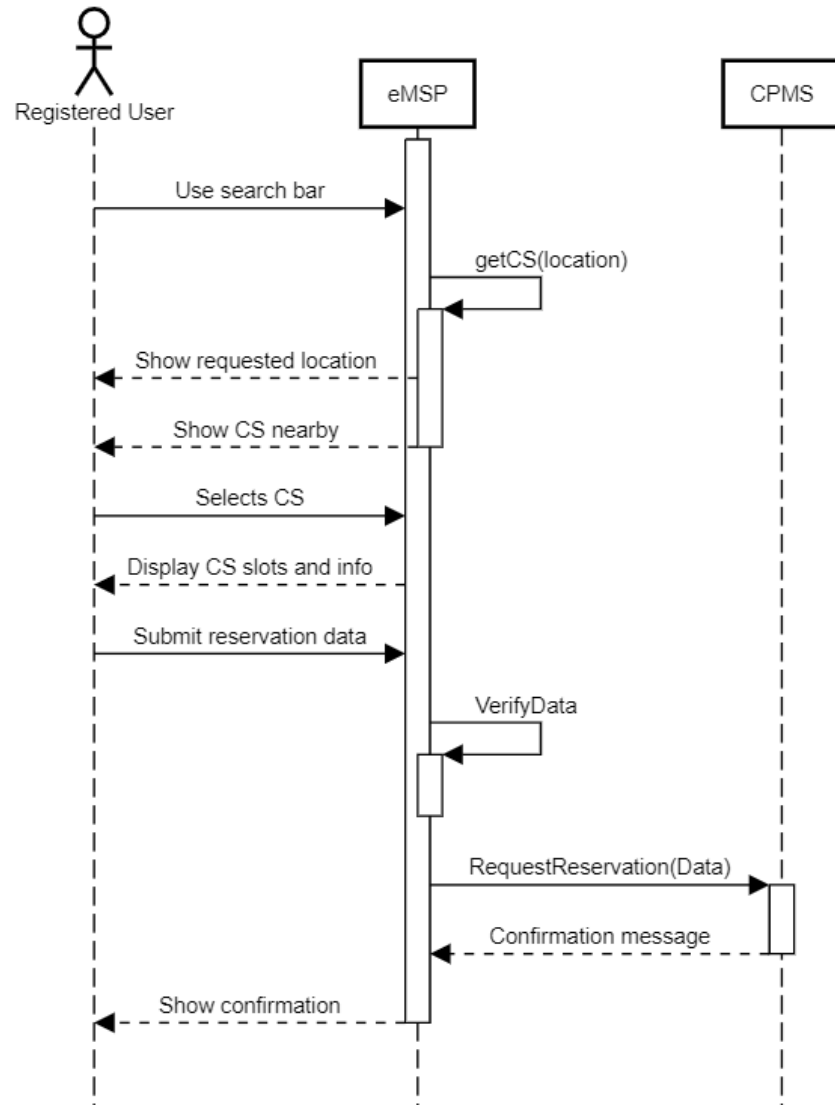 Registered User
eMSP
CPMS
Use search bar
getCS(location)
Show requested location
Show CS nearby
Selects CS
Display CS slots and info
Submit reservation data
VerifyData
RequestReservation(Data)
Confirmation message
Show confirmation